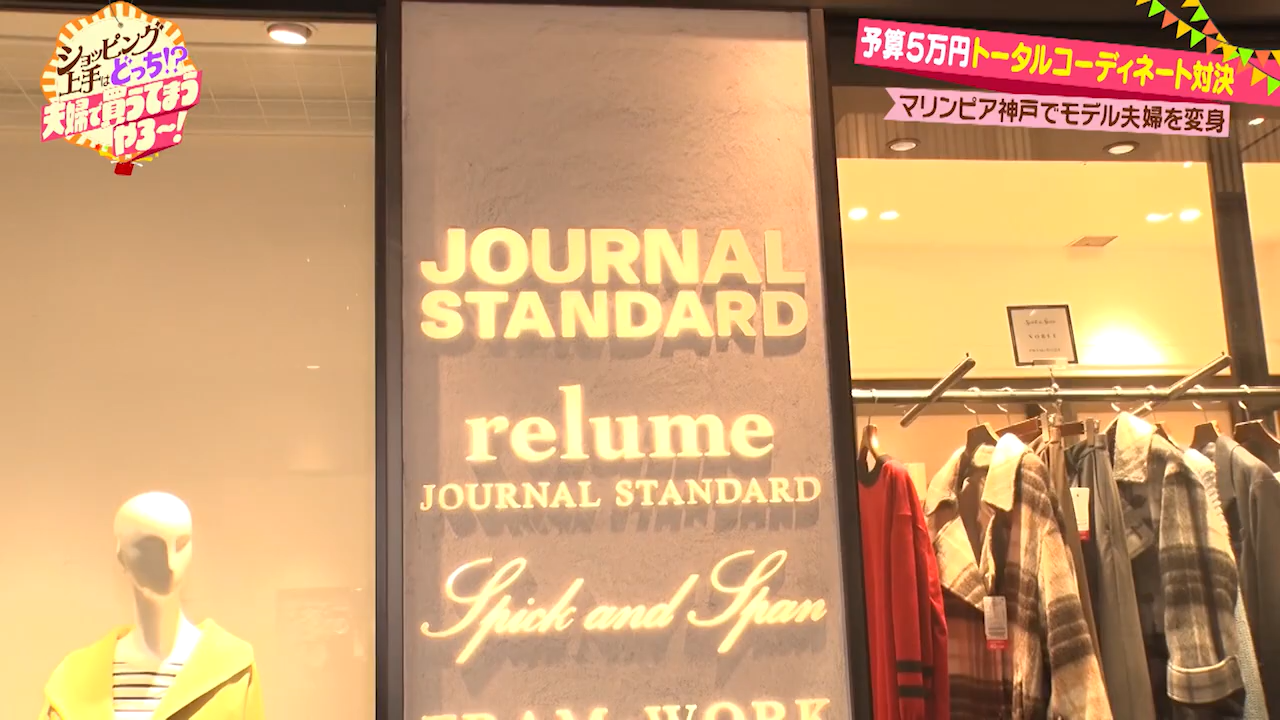 ショッピング
上手はどっち!?
夫婦で買うてまう
やろ〜!
予算5万円トータルコーディネート対決
マリンピア神戸でモデル夫婦を変身
JOURNAL
STANDARD
relume
JOURNAL STANDARD
Spick and Span
FRAMeWORK